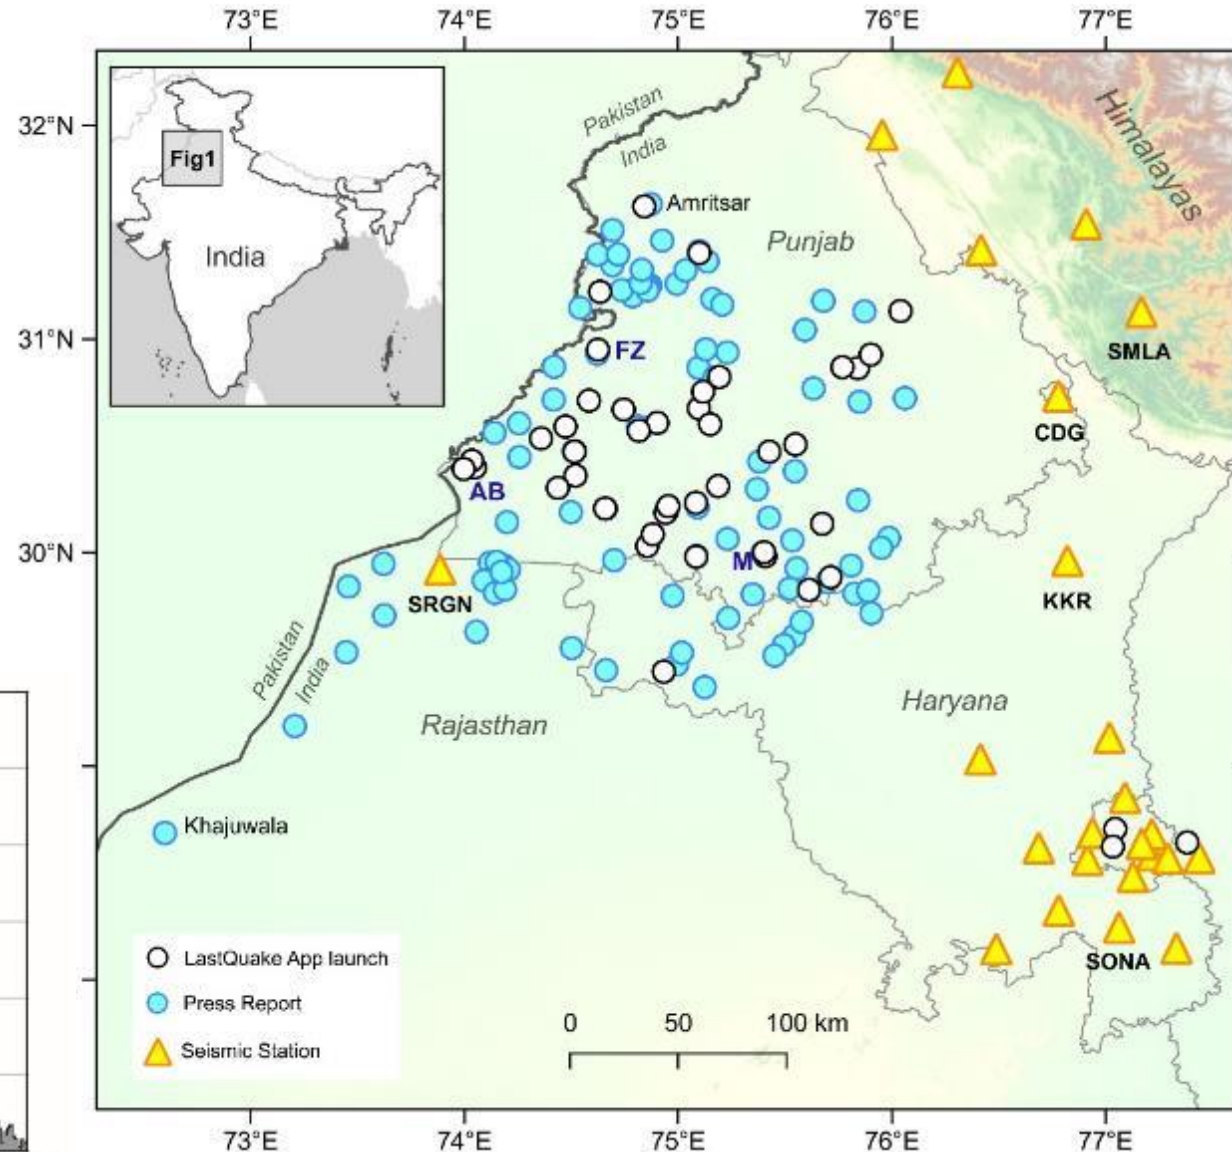 73°E 74°E 75°E 76°E 77°E
32°N
Fig1
India
Pakistan
India
Himalayas
Amritsar
Punjab
31°N
FZ
SMLA
CDG
AB
30°N
M
SRGN
KKR
Pakistan
India
Rajasthan
Haryana
Khajuwala
LastQuake App launch
Press Report
Seismic Station
0 50 100 km
SONA
73°E 74°E 75°E 76°E 77°E